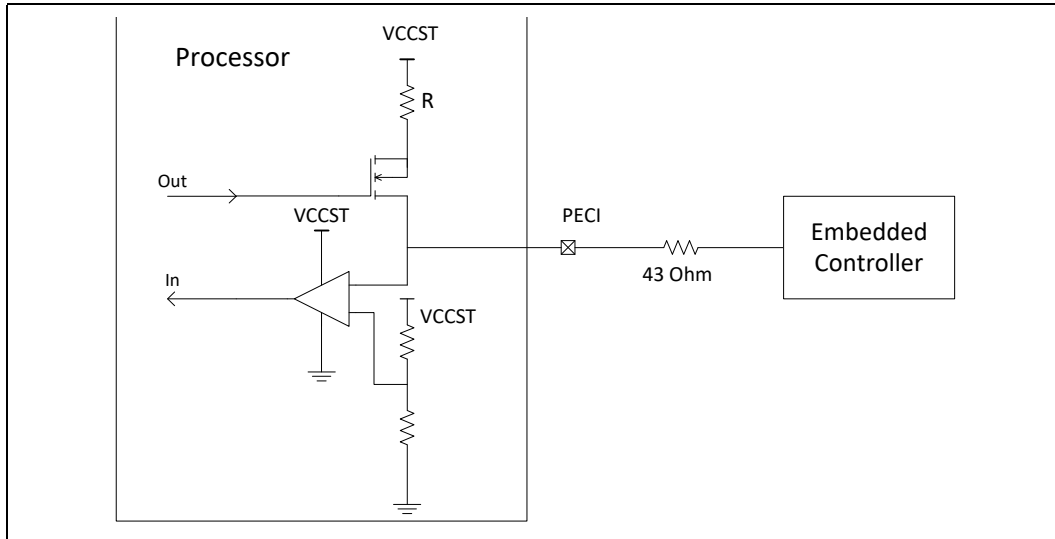 VCCST
Processor
R
Out
VCCST
PECI
Embedded
Controller
In
43 Ohm
VCCST